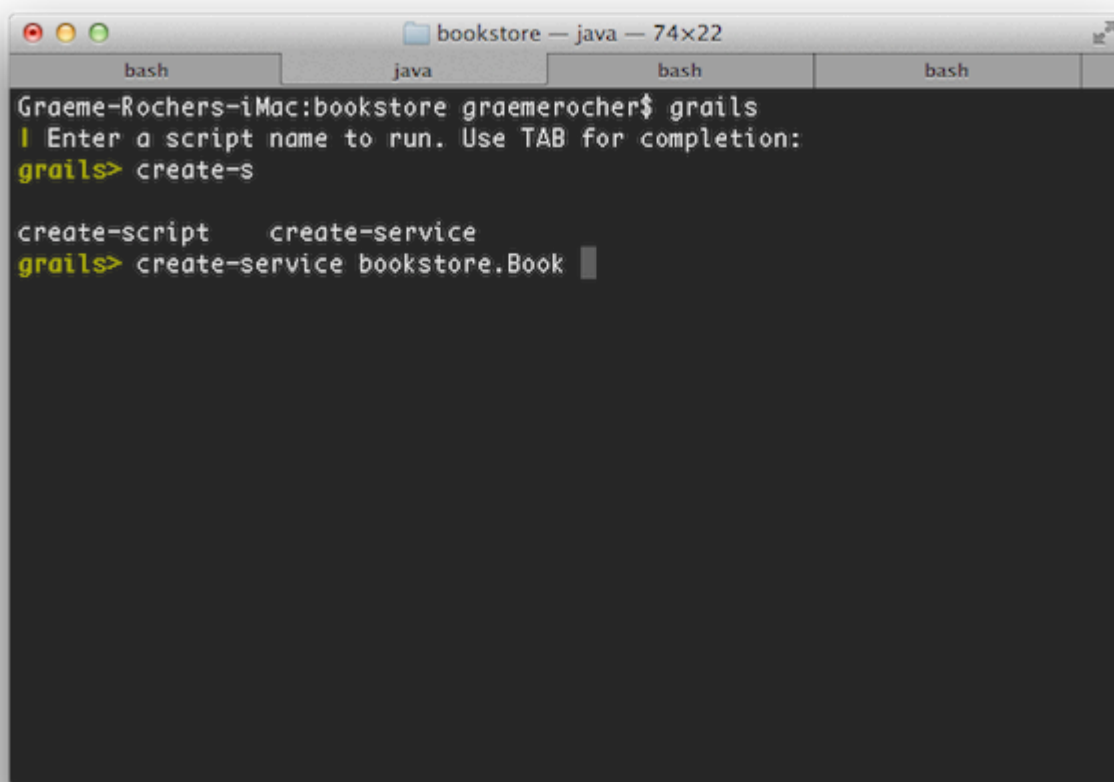 bookstore — java — 74×22
bash java bash bash
Graeme-Rochers-iMac:bookstore graemerocher$ grails
| Enter a script name to run. Use TAB for completion:
grails> create-s
create-script    create-service
grails> create-service bookstore.Book